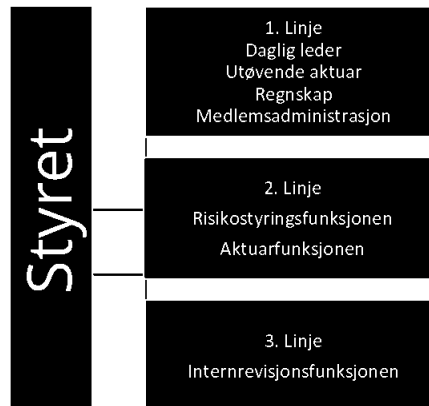 Styret
1. Linje
Daglig leder
Utøvende aktuar
Regnskap
Medlemsadministrasjon
2. Linje
Risikostyringsfunksjonen
Aktuarfunksjonen
3. Linje
Internrevisjonsfunksjonen